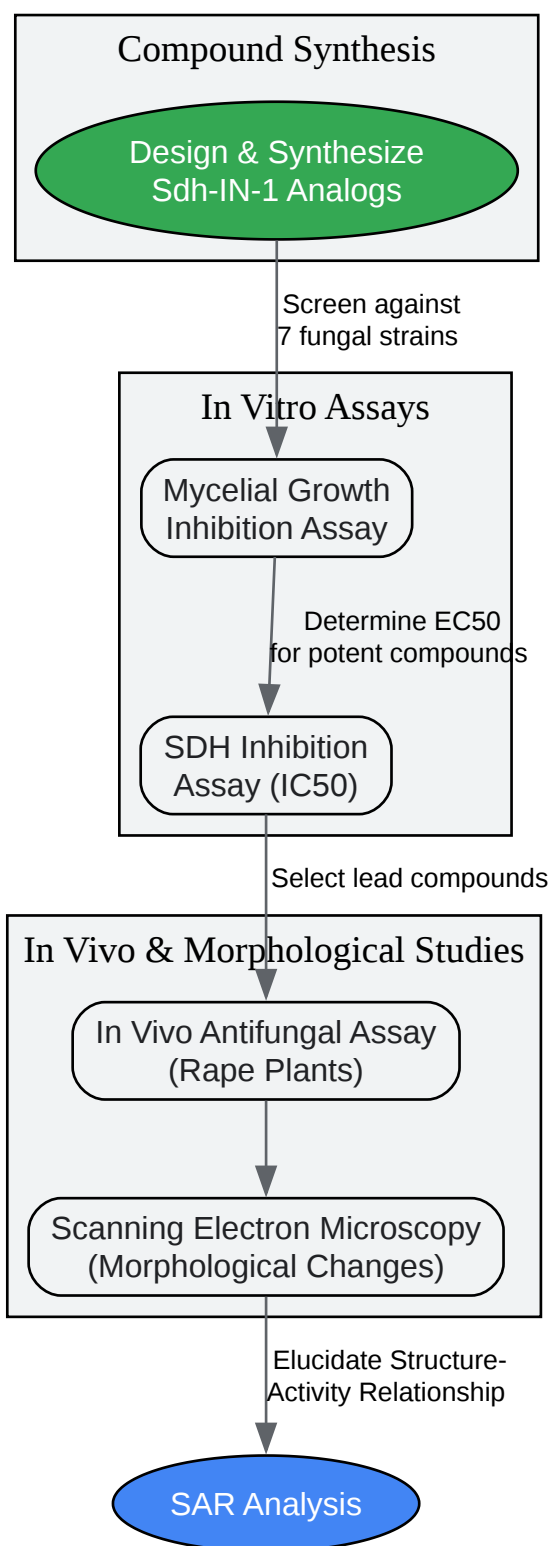 Compound Synthesis
Design & Synthesize
Sdh-IN-1 Analogs
Screen against
7 fungal strains
In Vitro Assays
Mycelial Growth
Inhibition Assay
Determine EC50
for potent compounds
SDH Inhibition
Assay (IC50)
Select lead compounds
In Vivo & Morphological Studies
In Vivo Antifungal Assay
(Rape Plants)
Scanning Electron Microscopy
(Morphological Changes)
Elucidate Structure-
Activity Relationship
SAR Analysis